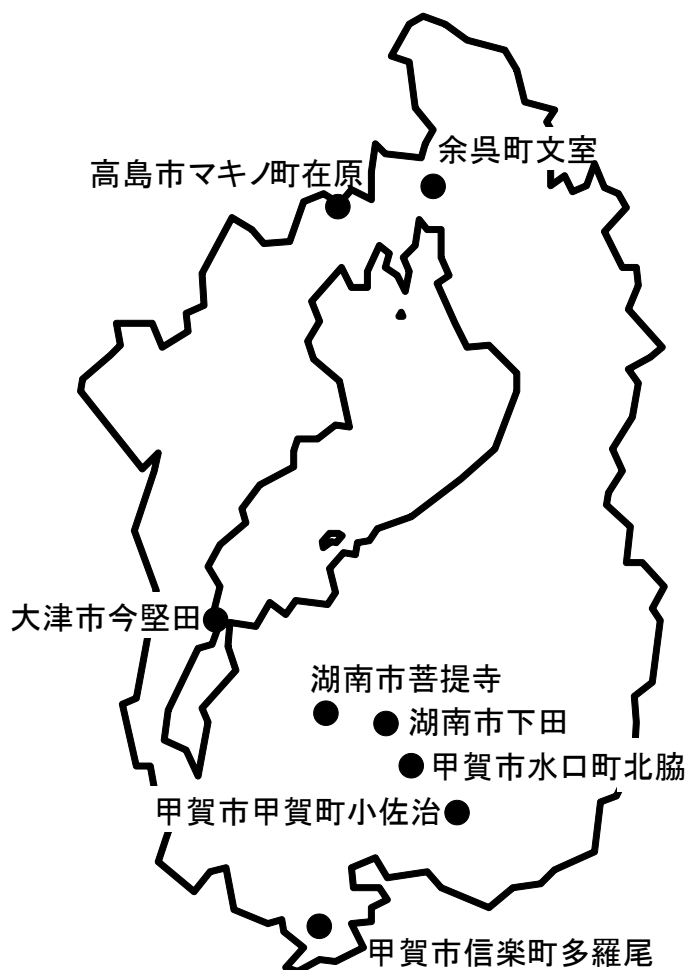 余呉町文室
高島市マキノ町在原
大津市今堅田
湖南市菩提寺
湖南市下田
甲賀市水口町北脇
甲賀市甲賀町小佐治
甲賀市信楽町多羅尾